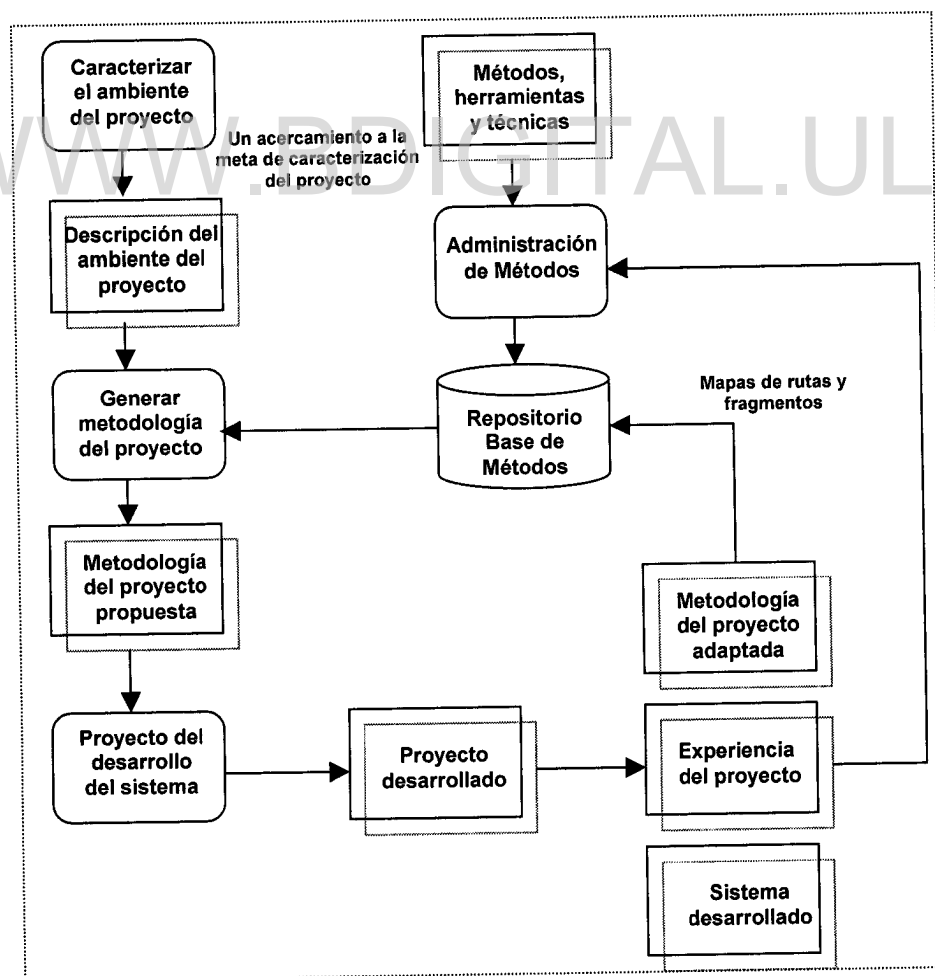 Caracterizar
el ambiente
del proyecto
Métodos,
herramientas
y técnicas
Un acercamiento a la
meta de caracterización
del proyecto
WWW.BDIGITAL.UL
Descripción del
ambiente del
proyecto
Administración
de Métodos
Generar
metodología
del proyecto
Repositorio
Base de
Métodos
Mapas de rutas y
fragmentos
Metodología
del proyecto
propuesta
Metodología
del proyecto
adaptada
Proyecto del
desarrollo
del sistema
Proyecto
desarrollado
Experiencia
del proyecto
Sistema
desarrollado